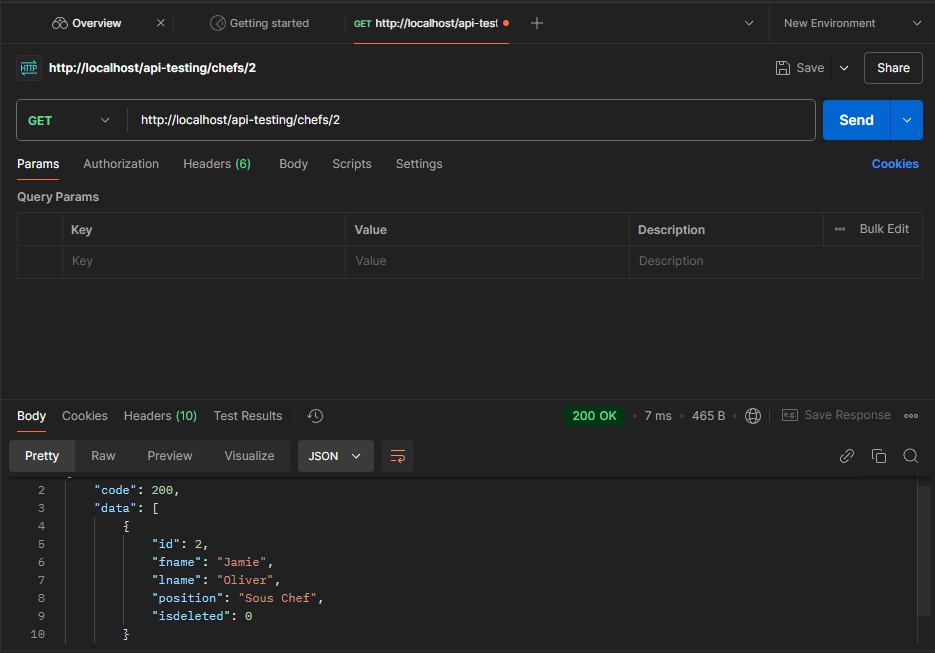 Overview
Getting started
GET http://localhost/api-test
New Environment
HTTP
http://localhost/api-testing/chefs/2
Save
Share
GET
http://localhost/api-testing/chefs/2
Send
Params
Authorization
Headers (6)
Body
Scripts
Settings
Cookies
Query Params
Key
Value
Description
Bulk Edit
Key
Value
Description
Body
Cookies
Headers (10)
Test Results
200 OK
7 ms
465 B
e.g.
Save Response
Pretty
Raw
Preview
Visualize
JSON
2 "code": 200,
3 "data": [
4 {
5 "id": 2,
6 "fname": "Jamie",
7 "lname": "Oliver",
8 "position": "Sous Chef",
9 "isdeleted": 0
10 }